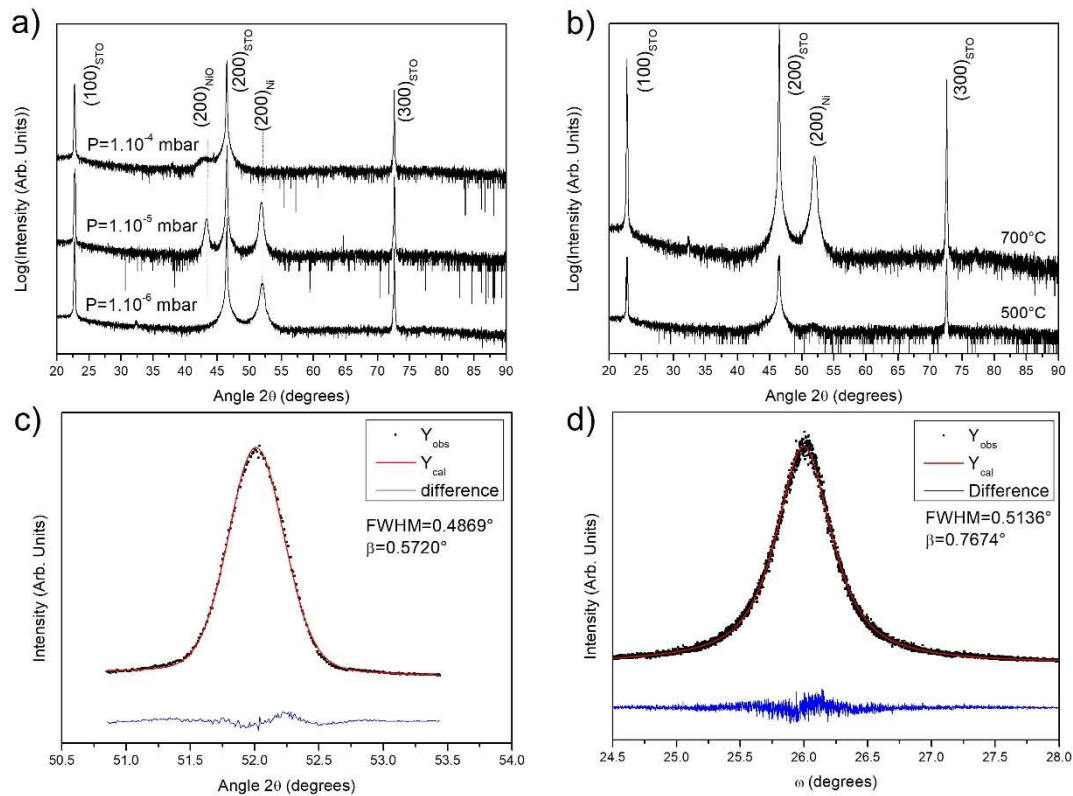 a)
(100)STO
(200)NiO
(200)STO
(200)Ni
(300)STO
P=1.10-4 mbar
P=1.10-5 mbar
P=1.10-6 mbar
Log(Intensity (Arb. Units))
20 25 30 35 40 45 50 55 60 65 70 75 80 85 90
Angle 2θ (degrees)
b)
(100)STO
(200)STO
(200)Ni
(300)STO
700°C
500°C
Log(Intensity (Arb. Units))
20 25 30 35 40 45 50 55 60 65 70 75 80 85 90
Angle 2θ (degrees)
c)
Yobs
Ycal
difference
FWHM=0.4869°
β=0.5720°
Intensity (Arb. Units)
50.5 51.0 51.5 52.0 52.5 53.0 53.5 54.0
Angle 2θ (degrees)
d)
Yobs
Ycal
Difference
FWHM=0.5136°
β=0.7674°
Intensity (Arb. Units)
24.5 25.0 25.5 26.0 26.5 27.0 27.5 28.0
ω (degrees)